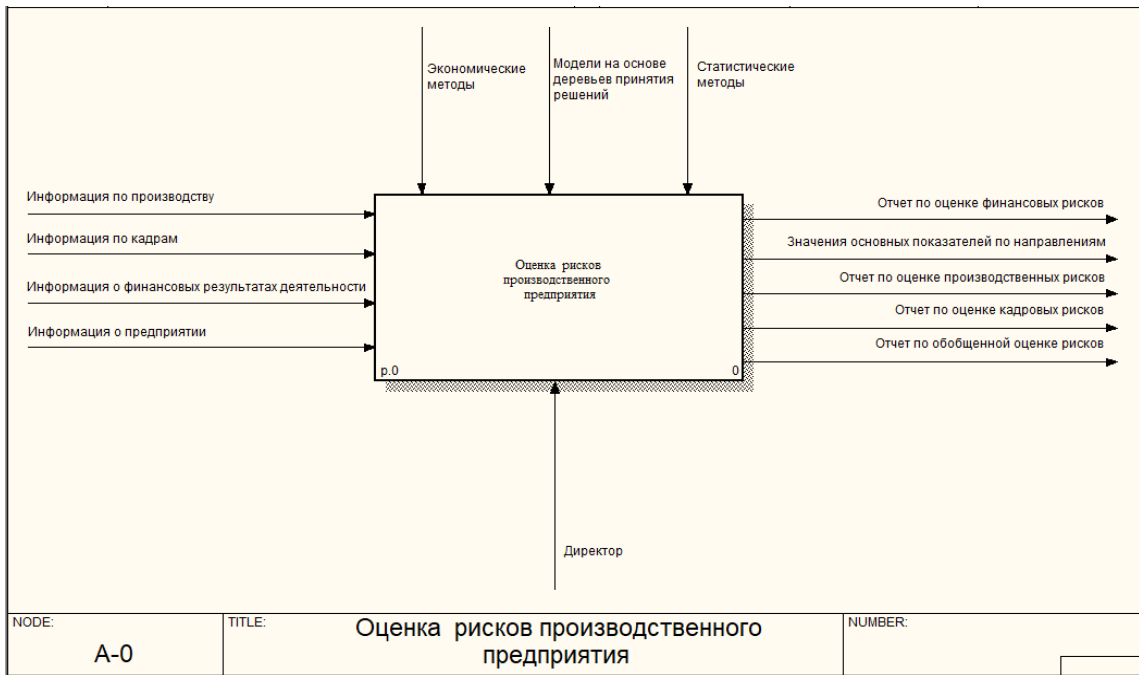 Экономические
методы
Модели на основе
деревьев принятия
решений
Статистические
методы
Информация по производству
Информация по кадрам
Информация о финансовых результатах деятельности
Информация о предприятии
Оценка рисков
производственного
предприятия
р.0
0
Отчет по оценке финансовых рисков
Значения основных показателей по направлениям
Отчет по оценке производственных рисков
Отчет по оценке кадровых рисков
Отчет по обобщенной оценке рисков
Директор
NODE:
A-0
TITLE:
Оценка рисков производственного
предприятия
NUMBER: